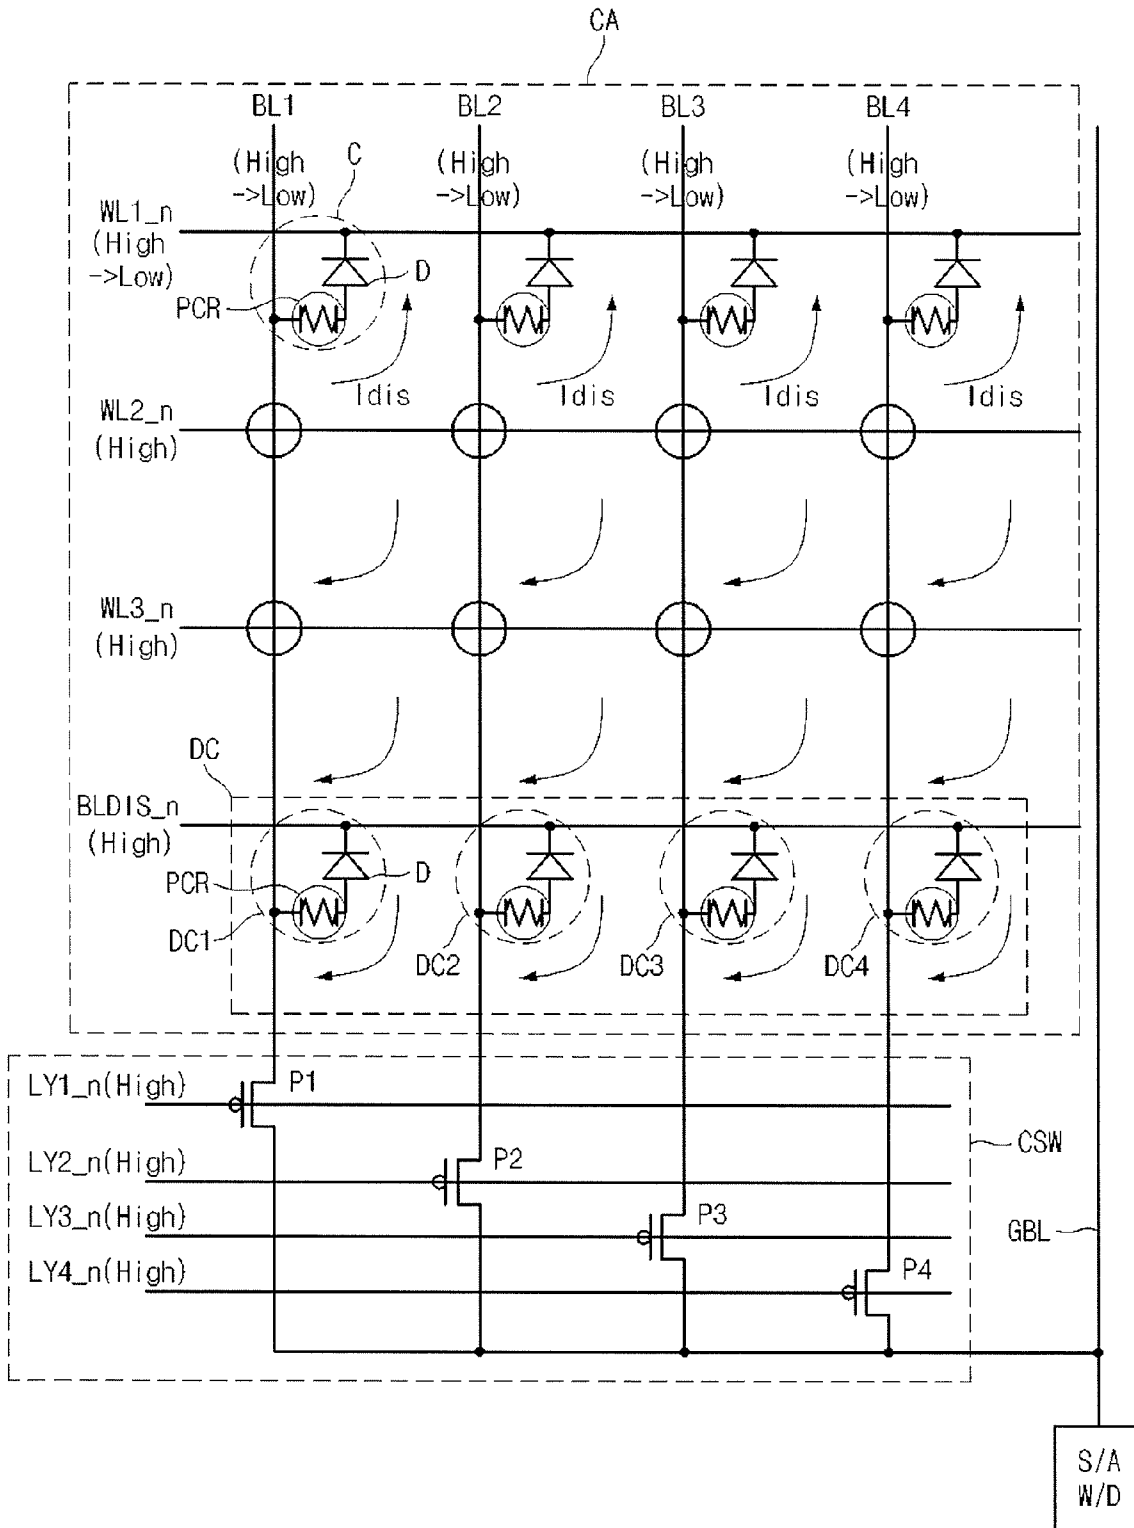 CA
BL1 BL2 BL3 BL4
(High (High (High (High
->Low) ->Low) ->Low) ->Low)
C
WL1_n
(High
->Low)
D
PCR
Idis Idis Idis Idis
WL2_n
(High)
WL3_n
(High)
DC
BLDIS_n
(High)
PCR
D
DC1 DC2 DC3 DC4
LY1_n(High)
P1
CSW
LY2_n(High)
P2
LY3_n(High)
P3
GBL
LY4_n(High)
P4
S/A
W/D